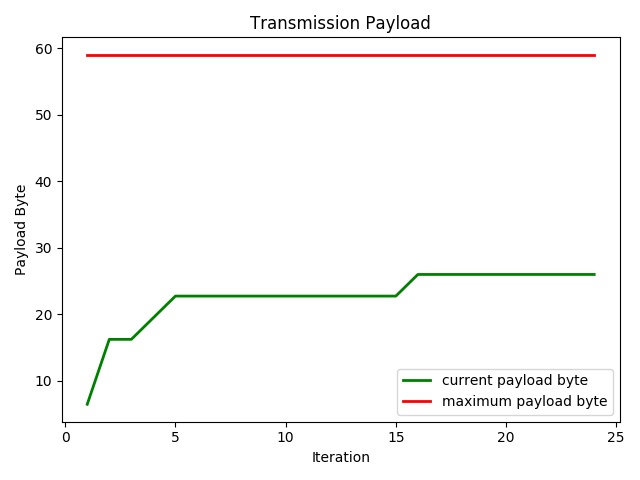 Transmission Payload
60
50
40
30
20
10
Payload Byte
0
5
10
15
20
25
Iteration
current payload byte
maximum payload byte